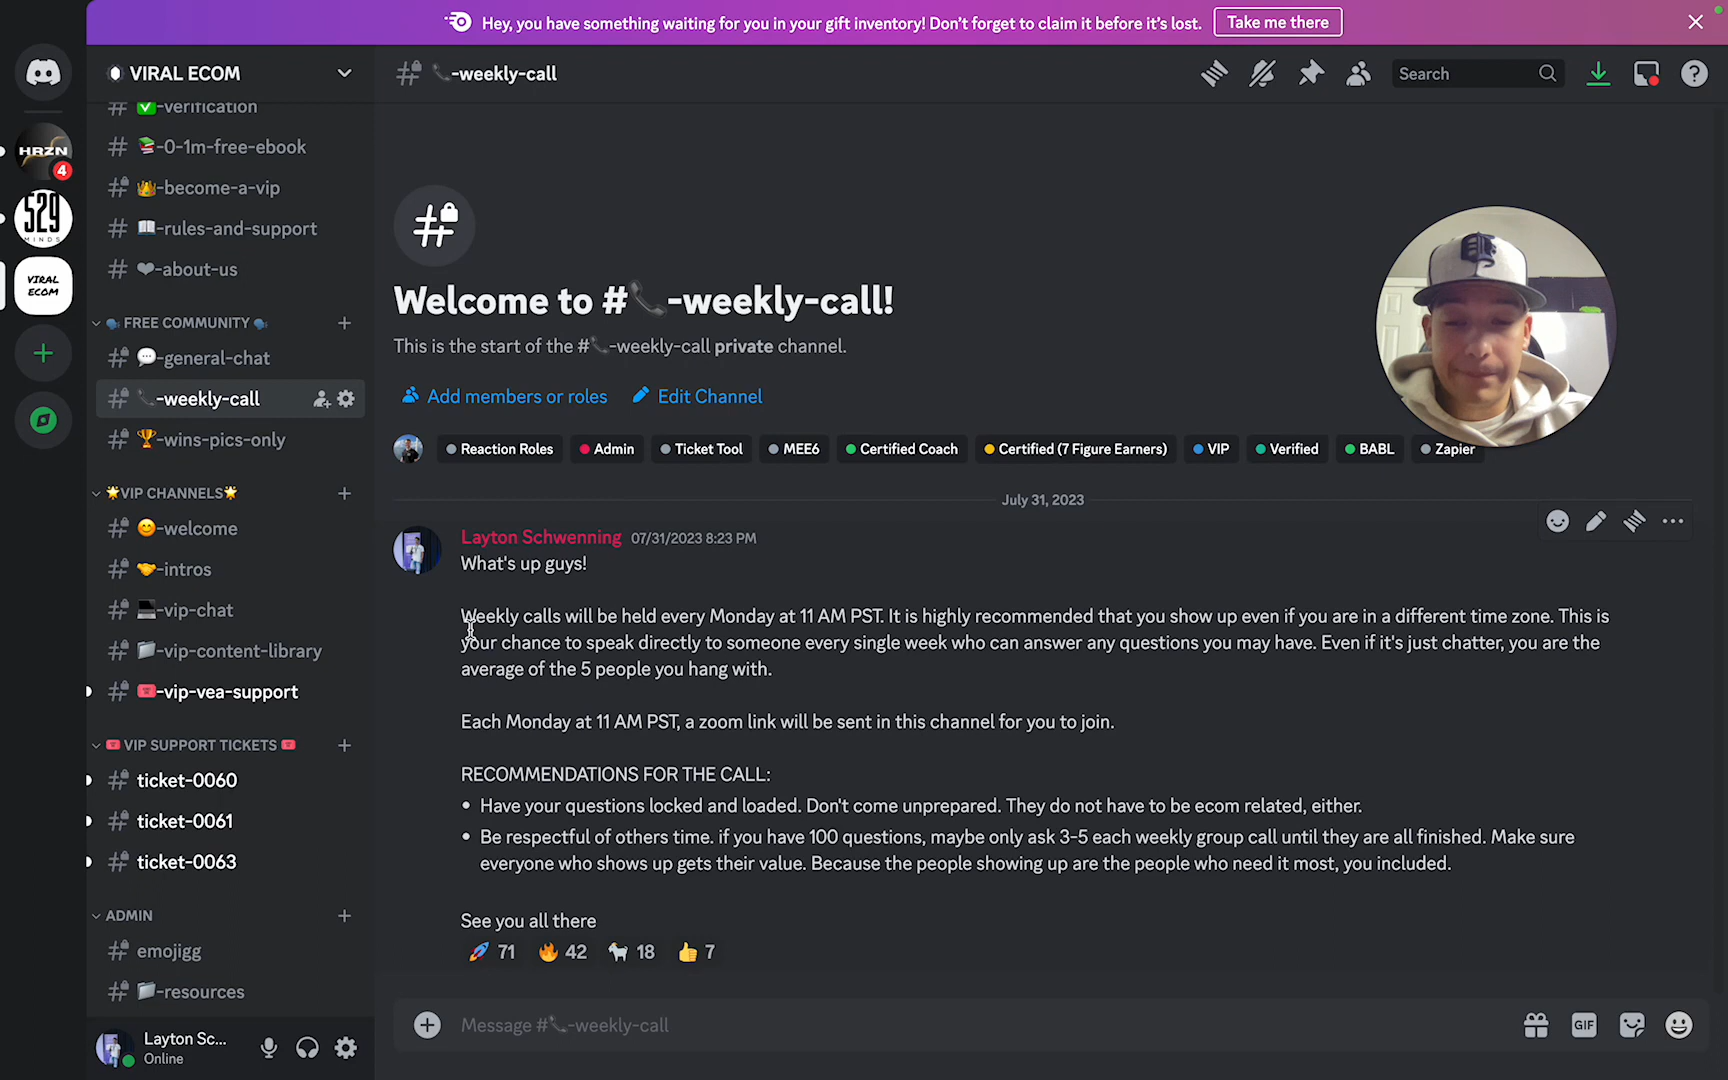 Hey, you have something waiting for you in your gift inventory! Don't forget to claim it before it's lost.
Take me there
VIRAL ECOM
-verification
-0-1m-free-ebook
-become-a-vip
-rules-and-support
-about-us
FREE COMMUNITY
-general-chat
-weekly-call
-wins-pics-only
VIP CHANNELS
-welcome
-intros
-vip-chat
-vip-content-library
-vip-vea-support
VIP SUPPORT TICKETS
ticket-0060
ticket-0061
ticket-0063
ADMIN
emojigg
-resources
Layton Sc...
Online
HRZN
4
529
MINDS
VIRAL
ECOM
-weekly-call
Search
Welcome to #-weekly-call!
This is the start of the #-weekly-call private channel.
Add members or roles
Edit Channel
Reaction Roles
Admin
Ticket Tool
MEE6
Certified Coach
Certified (7 Figure Earners)
VIP
Verified
BABL
Zapier
July 31, 2023
Layton Schwenning 07/31/2023 8:23 PM
What's up guys!
Weekly calls will be held every Monday at 11 AM PST. It is highly recommended that you show up even if you are in a different time zone. This is
your chance to speak directly to someone every single week who can answer any questions you may have. Even if it's just chatter, you are the
average of the 5 people you hang with.
Each Monday at 11 AM PST, a zoom link will be sent in this channel for you to join.
RECOMMENDATIONS FOR THE CALL:
• Have your questions locked and loaded. Don't come unprepared. They do not have to be ecom related, either.
• Be respectful of others time. if you have 100 questions, maybe only ask 3-5 each weekly group call until they are all finished. Make sure
everyone who shows up gets their value. Because the people showing up are the people who need it most, you included.
See you all there
71
42
18
7
Message #-weekly-call
GIF